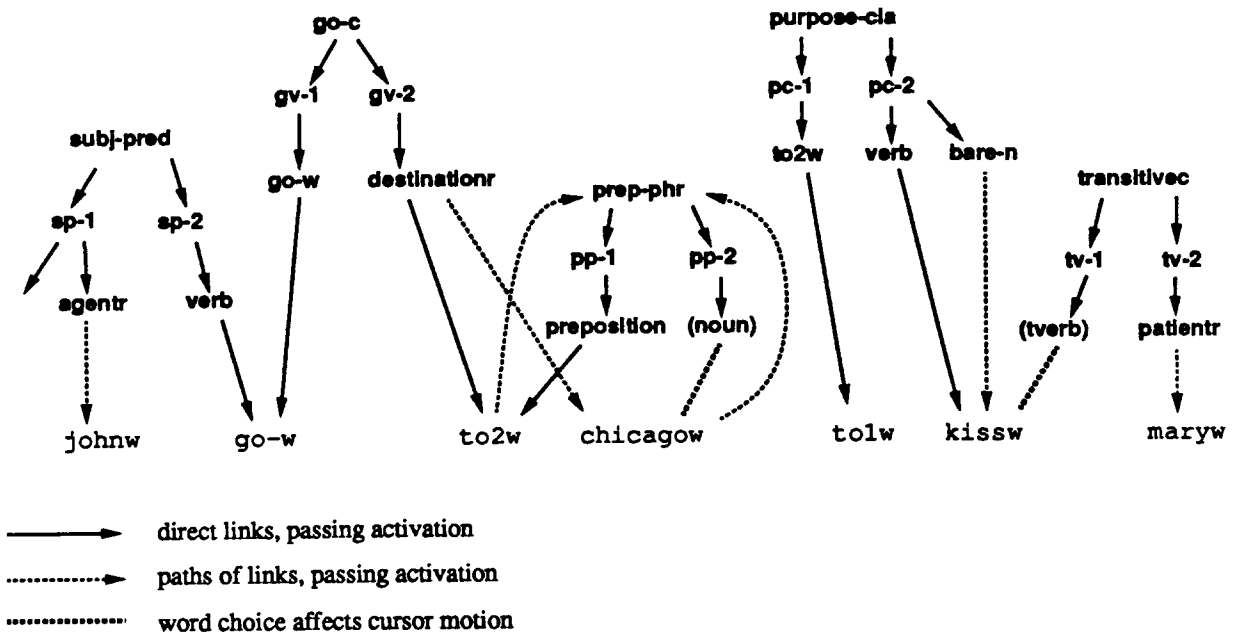 go-c
purpose-cla
gv-1 gv-2
pc-1 pc-2
subj-pred
go-w destinationr
to2w verb bare-n
prep-phr
transitivec
sp-1 sp-2
pp-1 pp-2
tv-1 tv-2
agentr verb
preposition (noun)
(tverb) patientr
johnw go-w to2w chicagow to1w kissw maryw
direct links, passing activation
paths of links, passing activation
word choice affects cursor motion